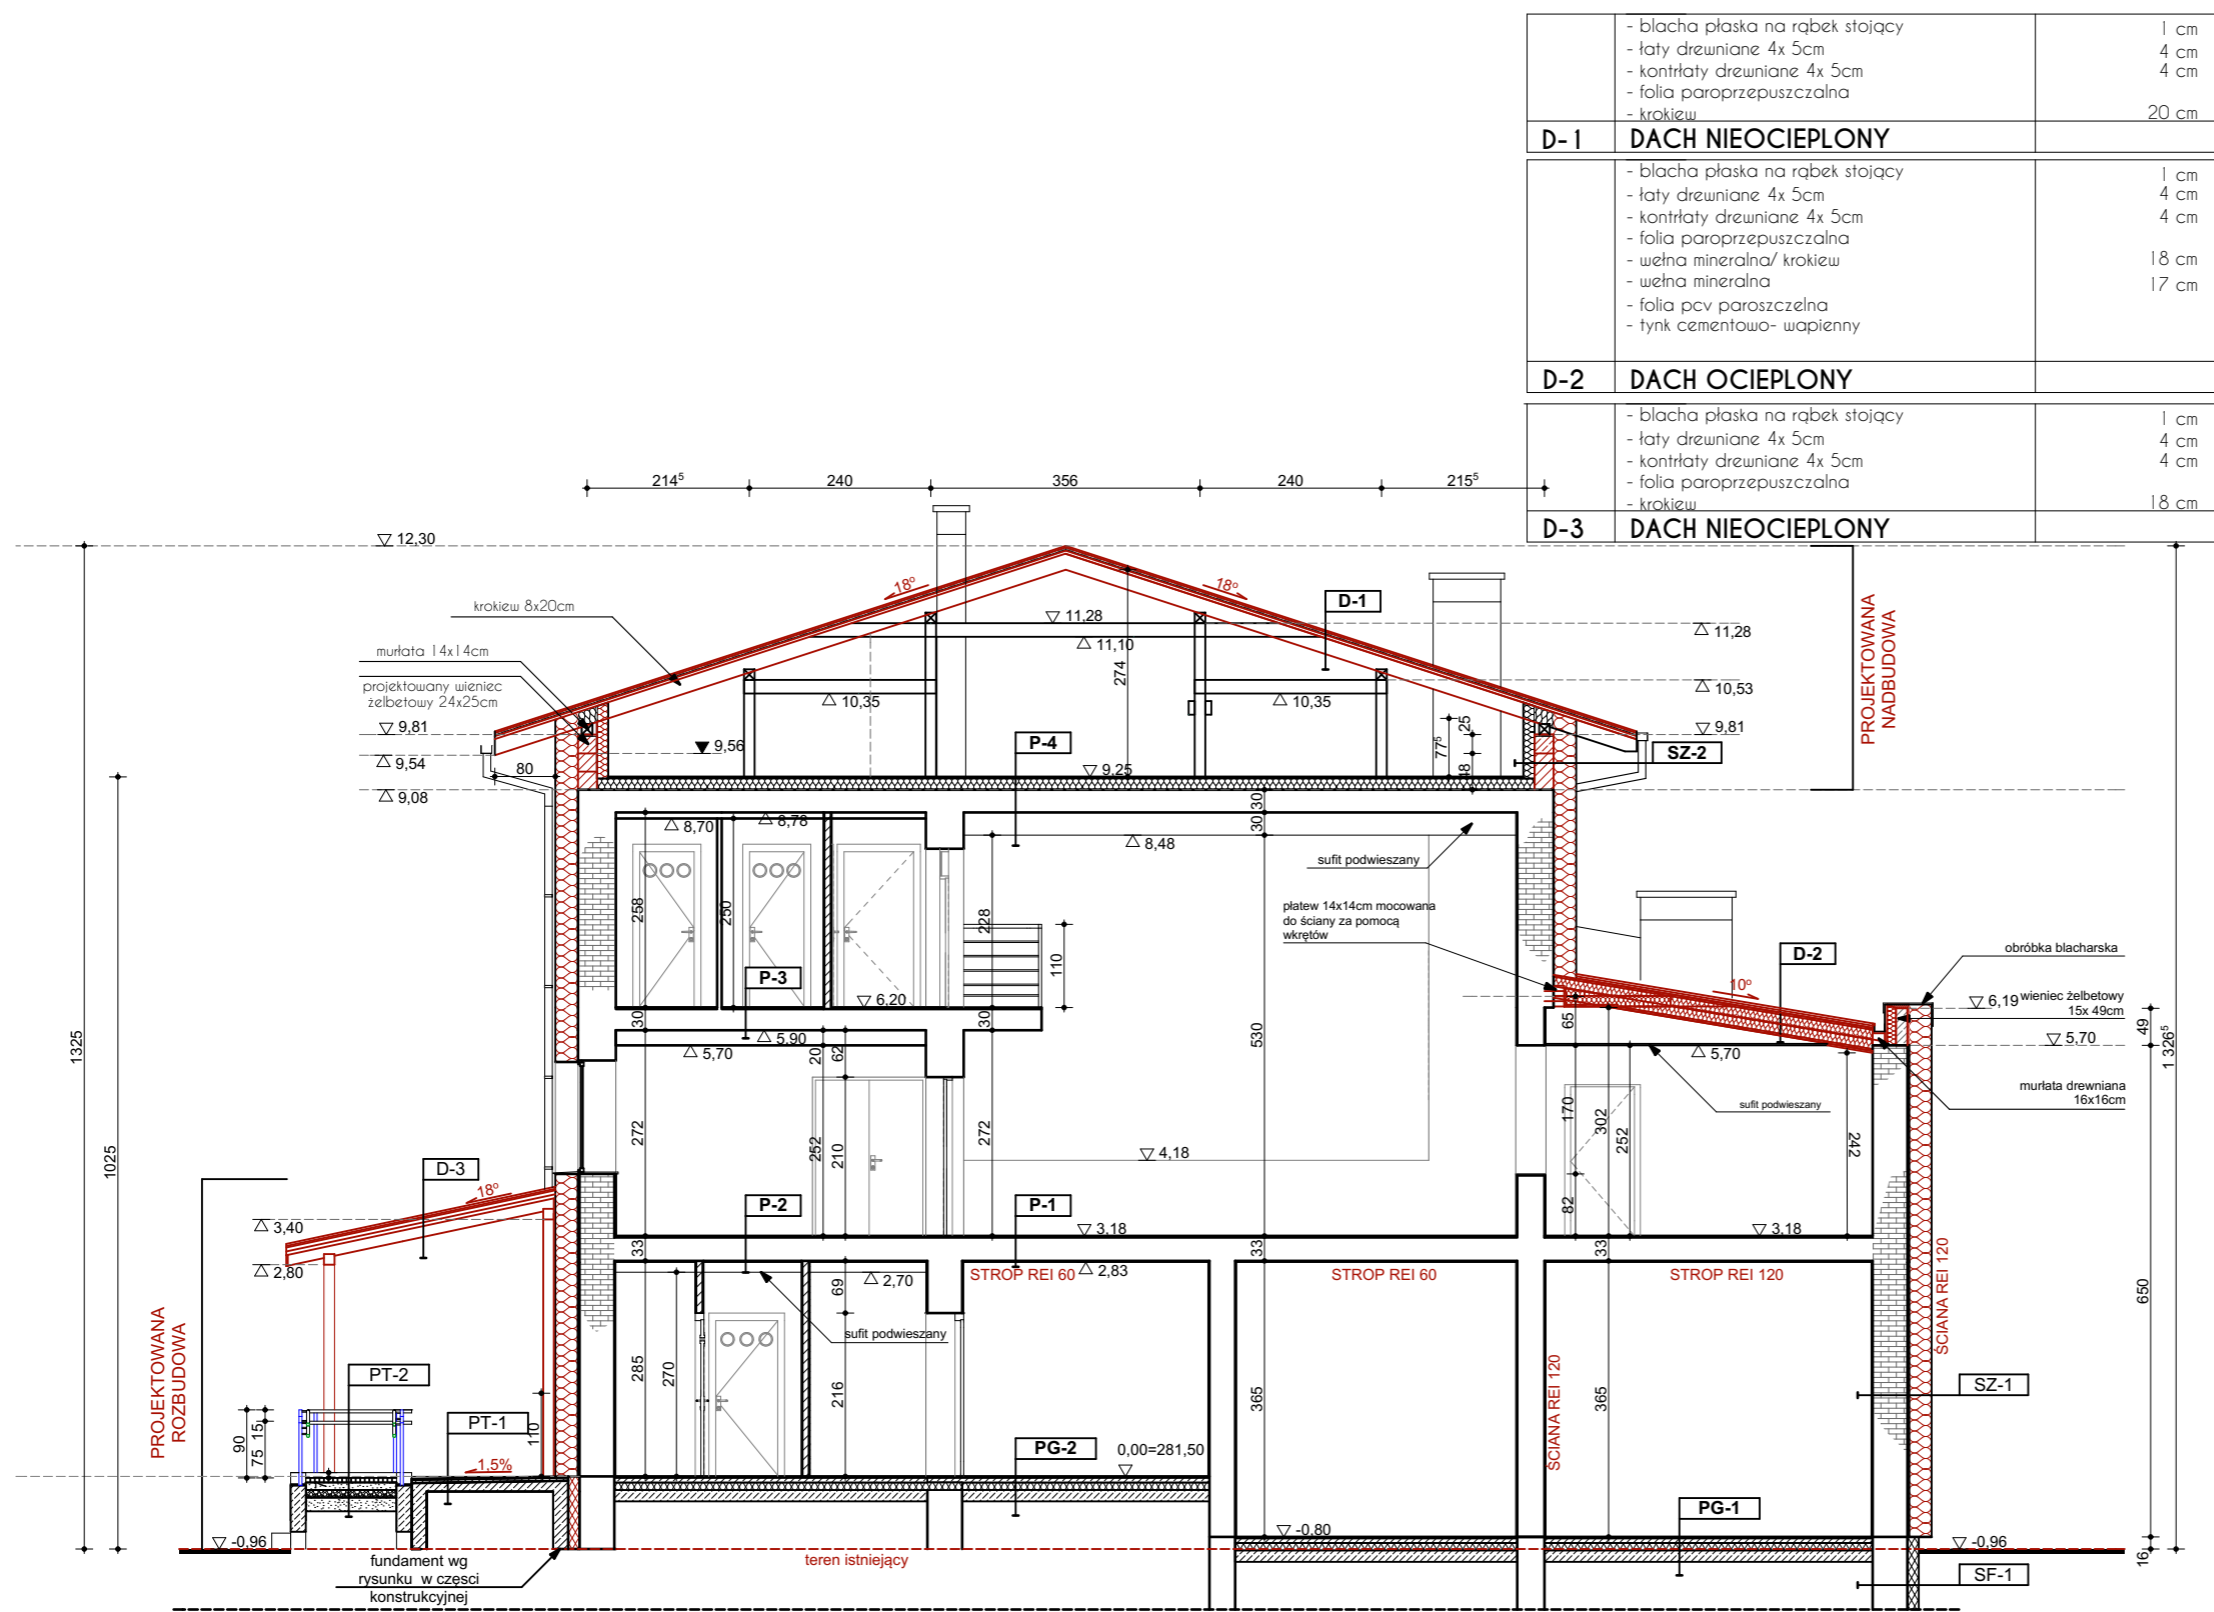 - blacha płaska na rąbek stojący 1 cm
- łaty drewniane 4x 5cm 4 cm
- kontrłaty drewniane 4x 5cm 4 cm
- folia paroprzepuszczalna
- krokiew 20 cm
D-1 DACH NIEOCIEPLONY
- blacha płaska na rąbek stojący 1 cm
- łaty drewniane 4x 5cm 4 cm
- kontrłaty drewniane 4x 5cm 4 cm
- folia paroprzepuszczalna
- wełna mineralna/ krokiew 18 cm
- wełna mineralna 17 cm
- folia pcv paroszczelna
- tynk cementowo- wapienny
D-2 DACH OCIEPLONY
- blacha płaska na rąbek stojący 1 cm
- łaty drewniane 4x 5cm 4 cm
- kontrłaty drewniane 4x 5cm 4 cm
- folia paroprzepuszczalna
- krokiew 18 cm
D-3 DACH NIEOCIEPLONY
214⁵ 240 356 240 215⁵
12,30
18° 18°
krokiew 8x20cm
D-1
11,28
11,28
11,10
274
PROJEKTOWANA
NADBUDOWA
murłata 14x14cm
projektowany wieniec
żelbetowy 24x25cm
10,35
10,35
10,53
9,81
9,56
P-4
77⁵
25
48
9,81
SZ-2
9,54
80
9,25
9,08
30
30
8,70
8,78
8,48
sufit podwieszany
258
250
228
110
płatew 14x14cm mocowana
do ściany za pomocą
wkrętów
P-3
6,20
D-2
10°
obróbka blacharska
6,19
wieniec żelbetowy
15x 49cm
49
5,70
1326⁵
1325
1025
30
30
5,90
5,70
20
62
530
65
5,70
murłata drewniana
16x16cm
sufit podwieszany
272
252
210
272
4,18
170
302
252
242
82
D-3
18°
3,40
2,80
P-2
P-1
3,18
3,18
33
33
33
STROP REI 60
2,83
STROP REI 60
STROP REI 120
2,70
69
sufit podwieszany
285
270
216
365
365
ŚCIANA REI 120
ŚCIANA REI 120
650
PROJEKTOWANA
ROZBUDOWA
PT-2
PT-1
SZ-1
90
75 15
110
1,5%
PG-2
0,00=281,50
PG-1
-0,96
-0,80
-0,96
16
fundament wg
rysunku w częsci
konstrukcyjnej
teren istniejący
SF-1